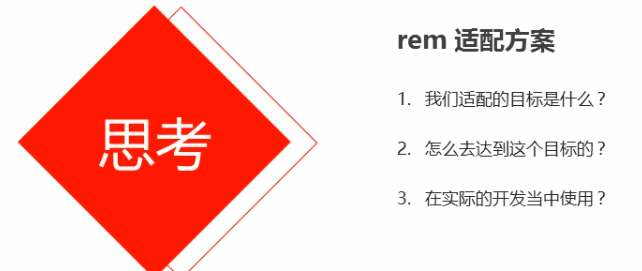 思考
rem 适配方案
1. 我们适配的目标是什么？
2. 怎么去达到这个目标的？
3. 在实际的开发当中使用？